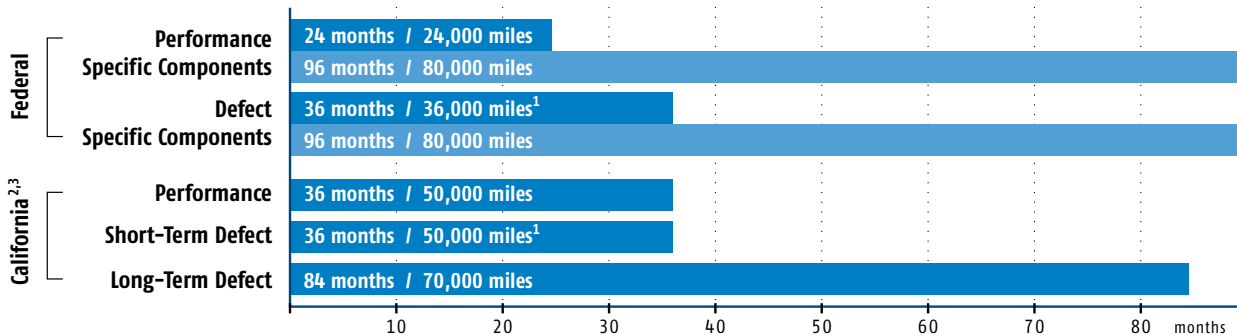 Federal
Performance 24 months / 24,000 miles
Specific Components 96 months / 80,000 miles
Defect 36 months / 36,000 miles¹
Specific Components 96 months / 80,000 miles
California²,³
Performance 36 months / 50,000 miles
Short-Term Defect 36 months / 50,000 miles¹
Long-Term Defect 84 months / 70,000 miles
10 20 30 40 50 60 70 80 months